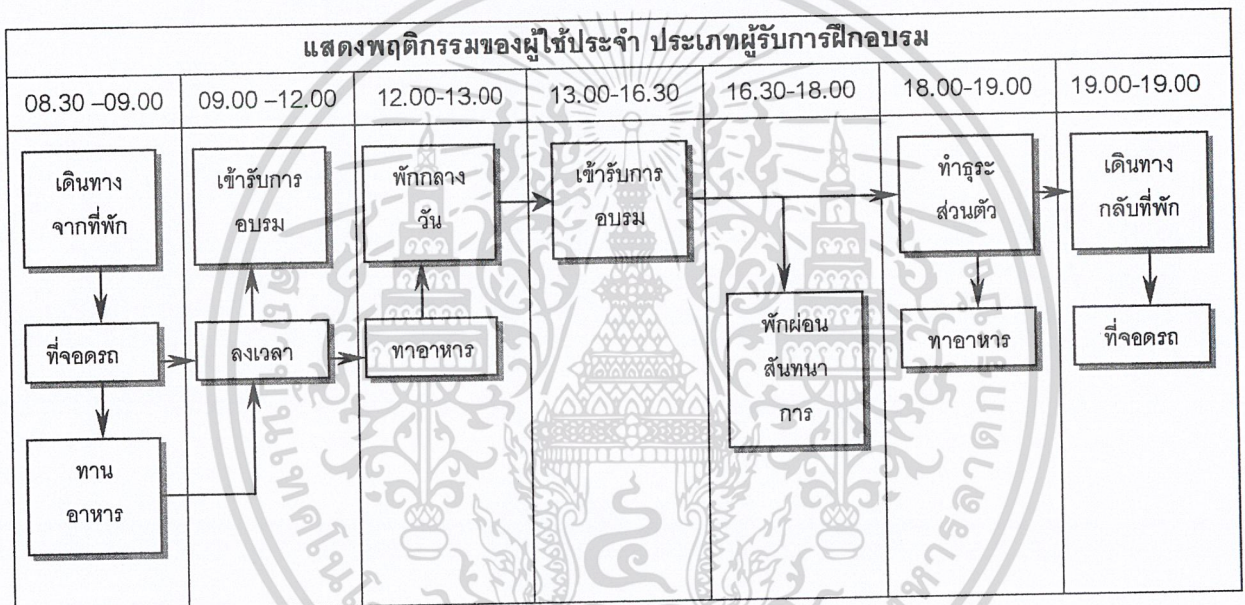 แสดงพฤติกรรมของผู้ใช้ประจำ ประเภทผู้รับการฝึกอบรม
08.30 –09.00
09.00 –12.00
12.00-13.00
13.00-16.30
16.30-18.00
18.00-19.00
19.00-19.00
เดินทาง
จากที่พัก
เข้ารับการ
อบรม
พักกลาง
วัน
เข้ารับการ
อบรม
ทำธุระ
ส่วนตัว
เดินทาง
กลับที่พัก
ที่จอดรถ
ลงเวลา
ทาอาหาร
พักผ่อน
สันทนา
การ
ทาอาหาร
ที่จอดรถ
ทาน
อาหาร